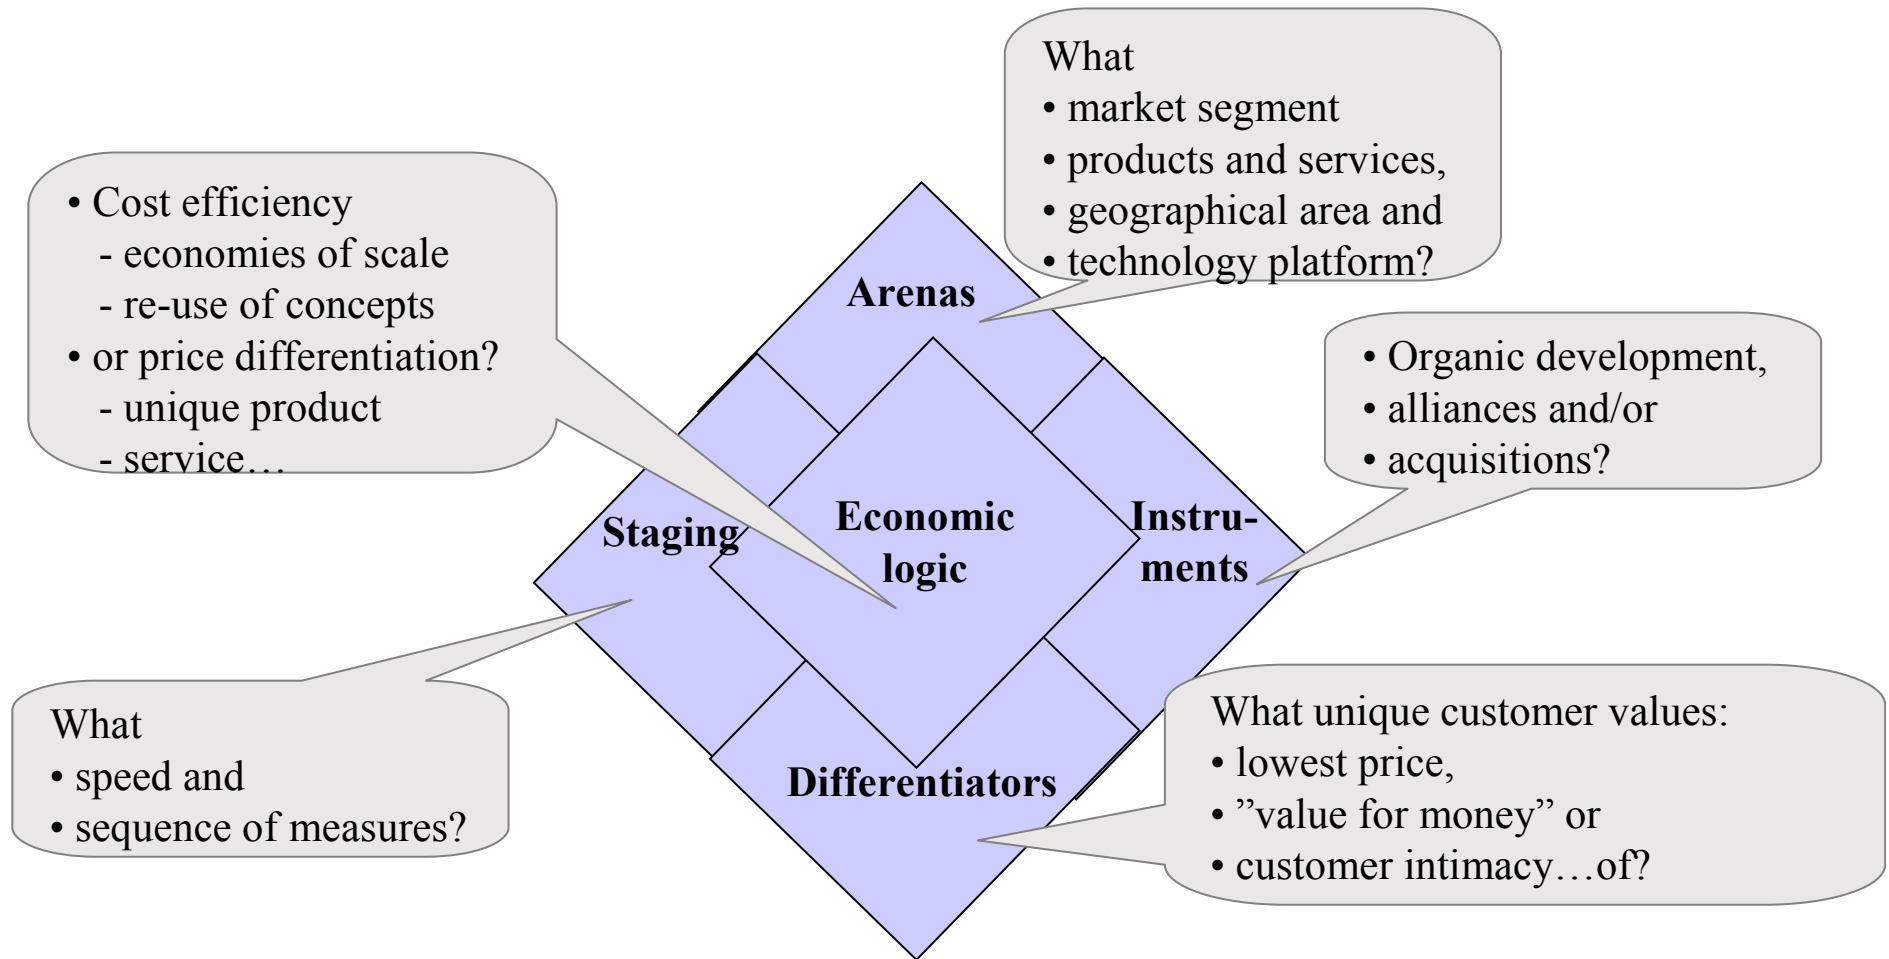 What
• market segment
• products and services,
• geographical area and
• technology platform?
• Cost efficiency
- economies of scale
- re-use of concepts
• or price differentiation?
- unique product
- service…
Arenas
• Organic development,
• alliances and/or
• acquisitions?
Staging
Economic
logic
Instru-
ments
What
• speed and
• sequence of measures?
Differentiators
What unique customer values:
• lowest price,
• ”value for money” or
• customer intimacy…of?